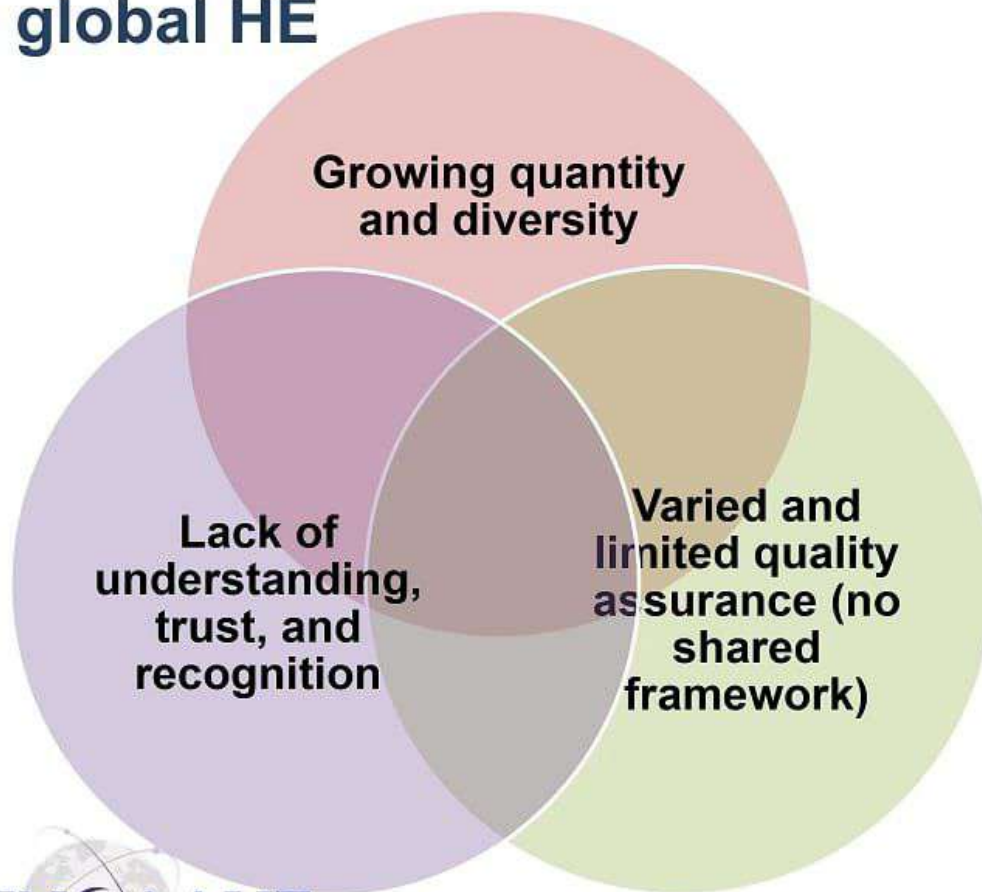 global HE
Growing quantity
and diversity
Lack of
understanding,
trust, and
recognition
Varied and
limited quality
assurance (no
shared
framework)